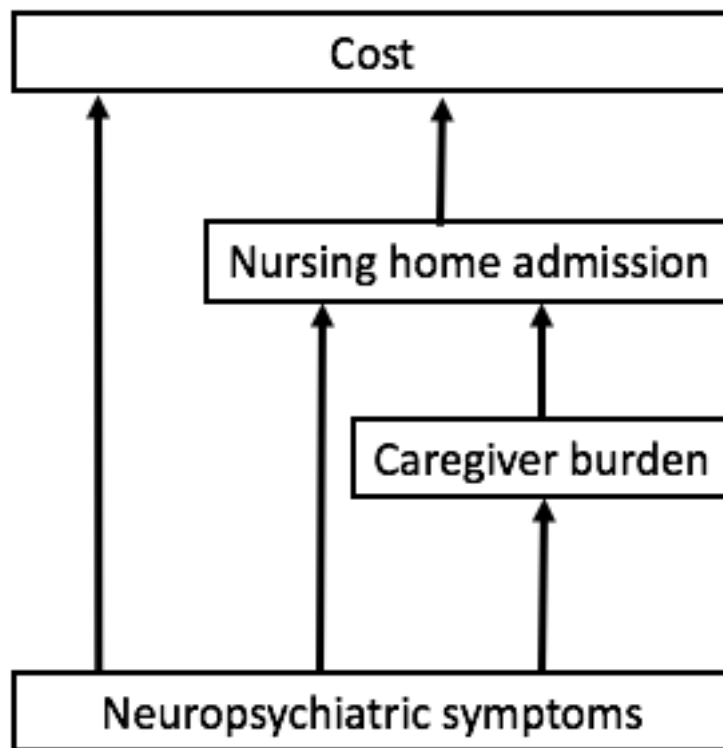 Cost
Nursing home admission
Caregiver burden
Neuropsychiatric symptoms